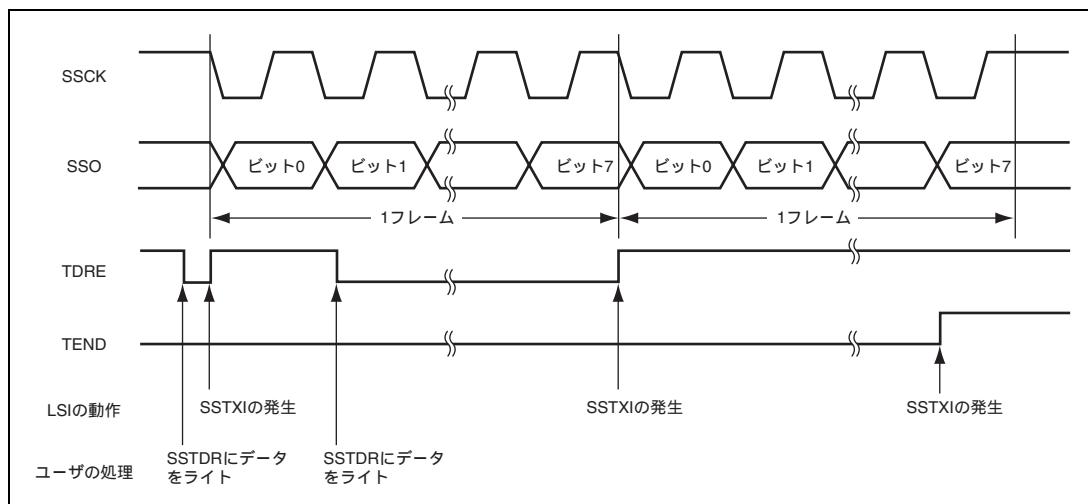 SSCK
SSO
ビット0 ビット1 ビット7 ビット0 ビット1 ビット7
1フレーム 1フレーム
TDRE
TEND
LSIの動作 SSTXIの発生 SSTXIの発生 SSTXIの発生
ユーザの処理
SSTDRにデータ
をライト
SSTDRにデータ
をライト